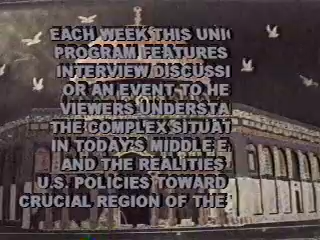 EACH WEEK THIS UNI
PROGRAM FEATURES
INTERVIEW DISCUSSI
OR AN EVENT TO HE
VIEWERS UNDERSTA
THE COMPLEX SITUAT
IN TODAY'S MIDDLE E
AND THE REALITIES
U.S. POLICIES TOWARD
CRUCIAL REGION OF THE